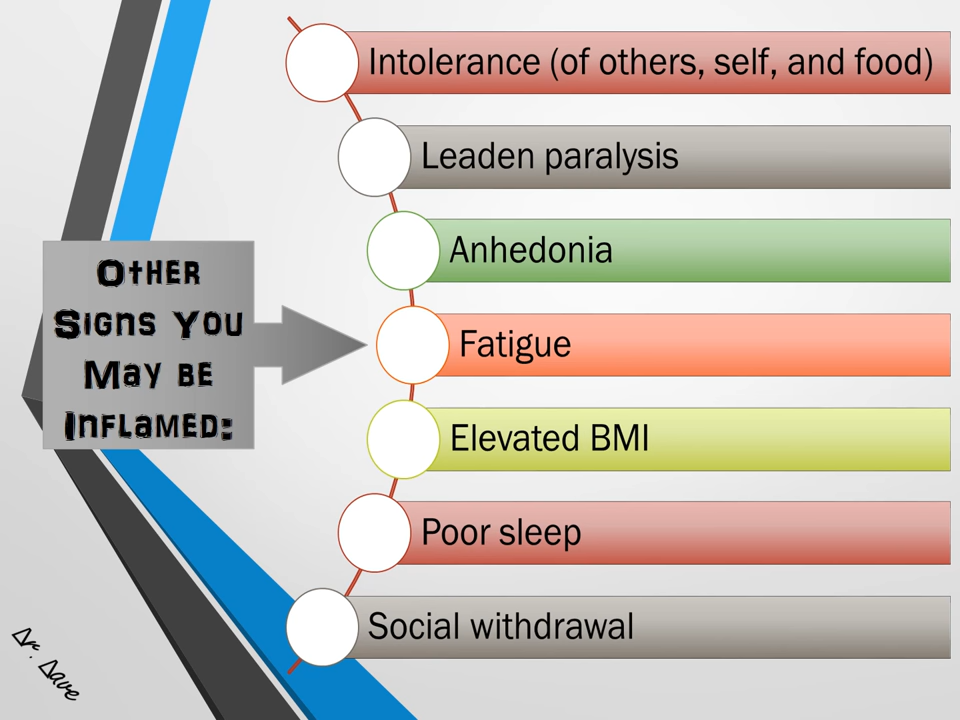 Other
Signs You
May be
Inflamed:
Intolerance (of others, self, and food)
Leaden paralysis
Anhedonia
Fatigue
Elevated BMI
Poor sleep
Social withdrawal
Dr. Dave